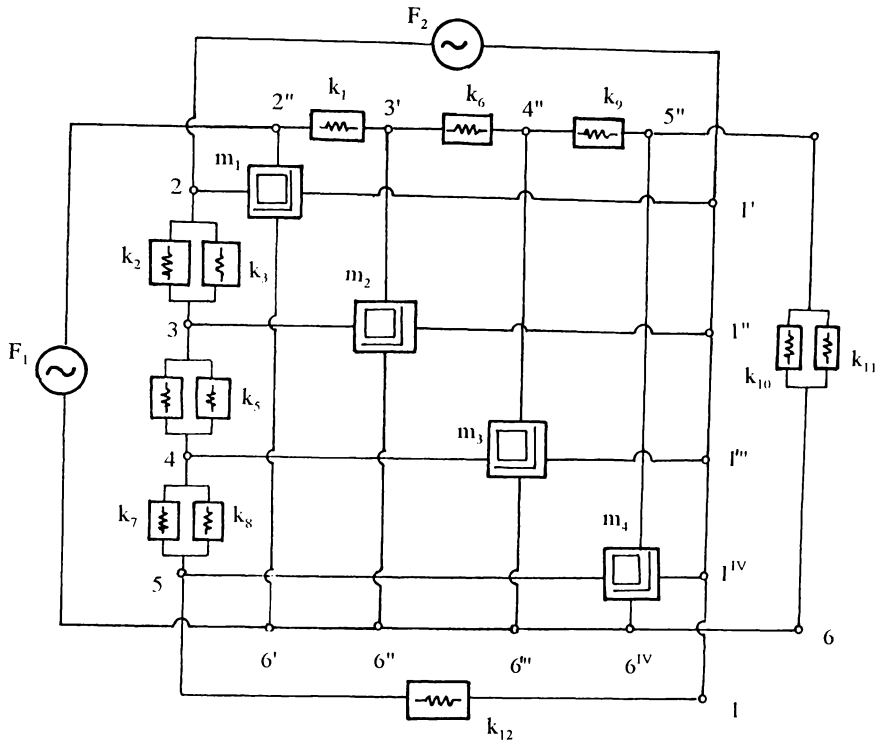 F₂
k₁
k₆
k₉
2"
3'
4"
5"
m₁
2
1'
k₂
k₃
m₂
3
1"
F₁
k₁₀
k₁₁
k₅
m₃
4
1'''
k₇
k₈
m₄
5
1ᴵⱽ
6'
6"
6'''
6ᴵⱽ
6
k₁₂
1